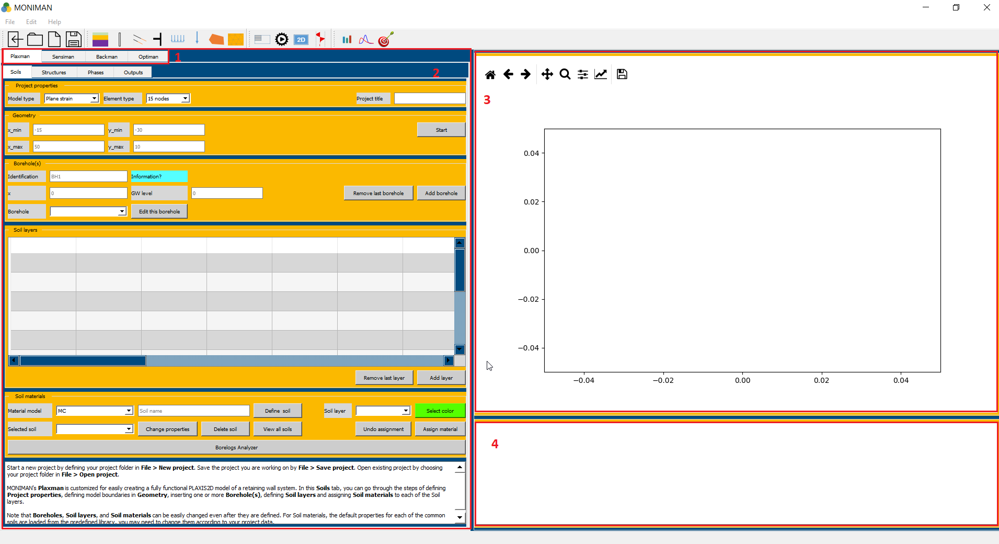 MONIMAN
File Edit Help
2D
Plaxman Sensiman Backman Optiman 1
Soils Structures Phases Outputs 2
Project properties
Model type Plane strain Element type 15 nodes Project title
Geometry
x_min -15 y_min -30 Start
x_max 50 y_max 10
Borehole(s)
Identification BH1 Information?
x 0 GW level 0 Remove last borehole Add borehole
Borehole Edit this borehole
Soil layers
Remove last layer Add layer
Soil materials
Material model MC Soil name Define soil Soil layer Select color
Selected soil Change properties Delete soil View all soils Undo assignment Assign material
Borelogs Analyzer
Start a new project by defining your project folder in File > New project. Save the project you are working on by File > Save project. Open existing project by choosing
your project folder in File > Open project.
MONIMAN's Plaxman is customized for easily creating a fully functional PLAXIS2D model of a retaining wall system. In this Soils tab, you can go through the steps of defining
Project properties, defining model boundaries in Geometry, inserting one or more Borehole(s), defining Soil layers and assigning Soil materials to each of the Soil
layers.
Note that Boreholes, Soil layers, and Soil materials can be easily changed even after they are defined. For Soil materials, the default properties for each of the common
soils are loaded from the predefined library, you may need to change them according to your project data.
3
0.04
0.02
0.00
−0.02
−0.04
−0.04 −0.02 0.00 0.02 0.04
4